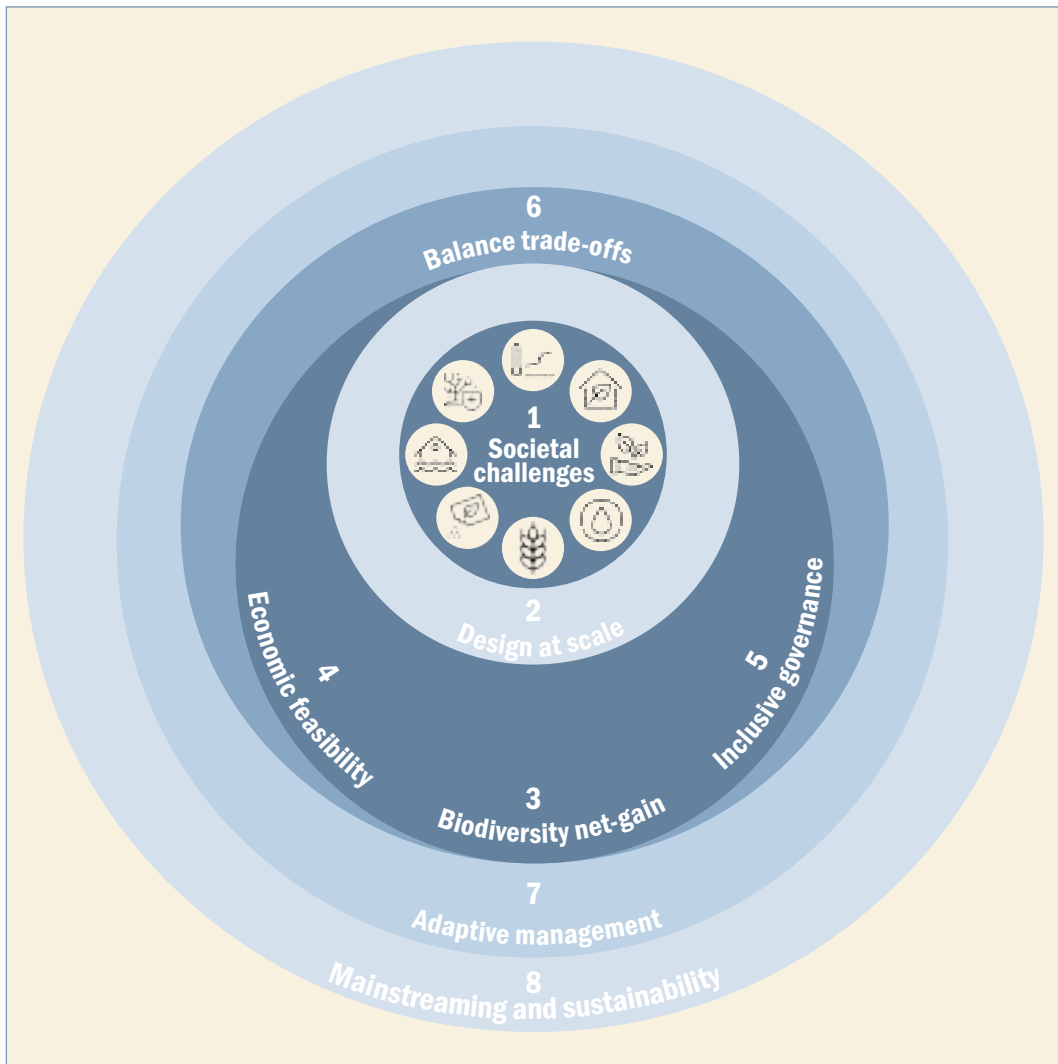 6
Balance trade-offs
1
Societal
challenges
2
Design at scale
4
Economic feasibility
5
Inclusive governance
3
Biodiversity net-gain
7
Adaptive management
8
Mainstreaming and sustainability